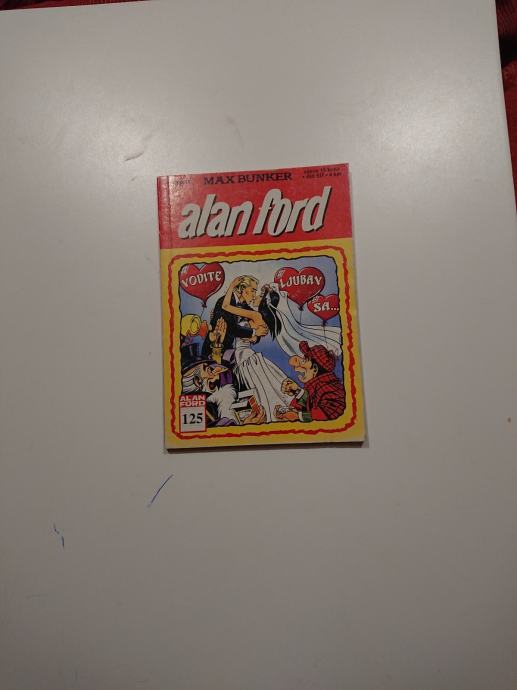 MAX BUNKER
alan ford
VODITE
LJUBAV
SA...
ALAN
FORD
125